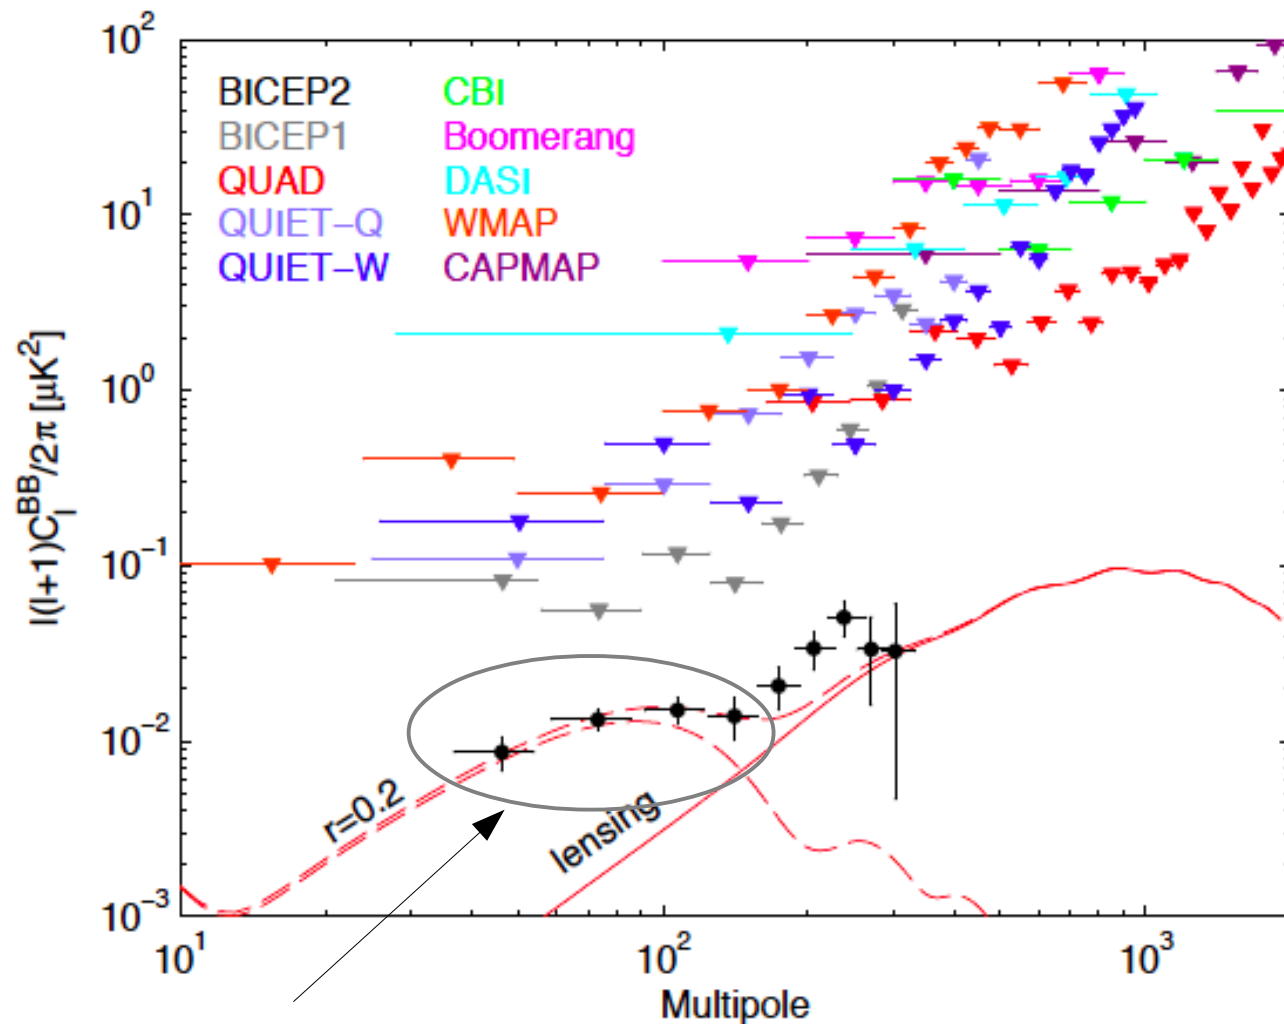 10²
10¹
10⁰
10⁻¹
10⁻²
10⁻³
l(l+1)C_l^BB/2π [μK²]
BICEP2
BICEP1
QUAD
QUIET−Q
QUIET−W
CBI
Boomerang
DASI
WMAP
CAPMAP
r=0.2
lensing
10¹
10²
10³
Multipole